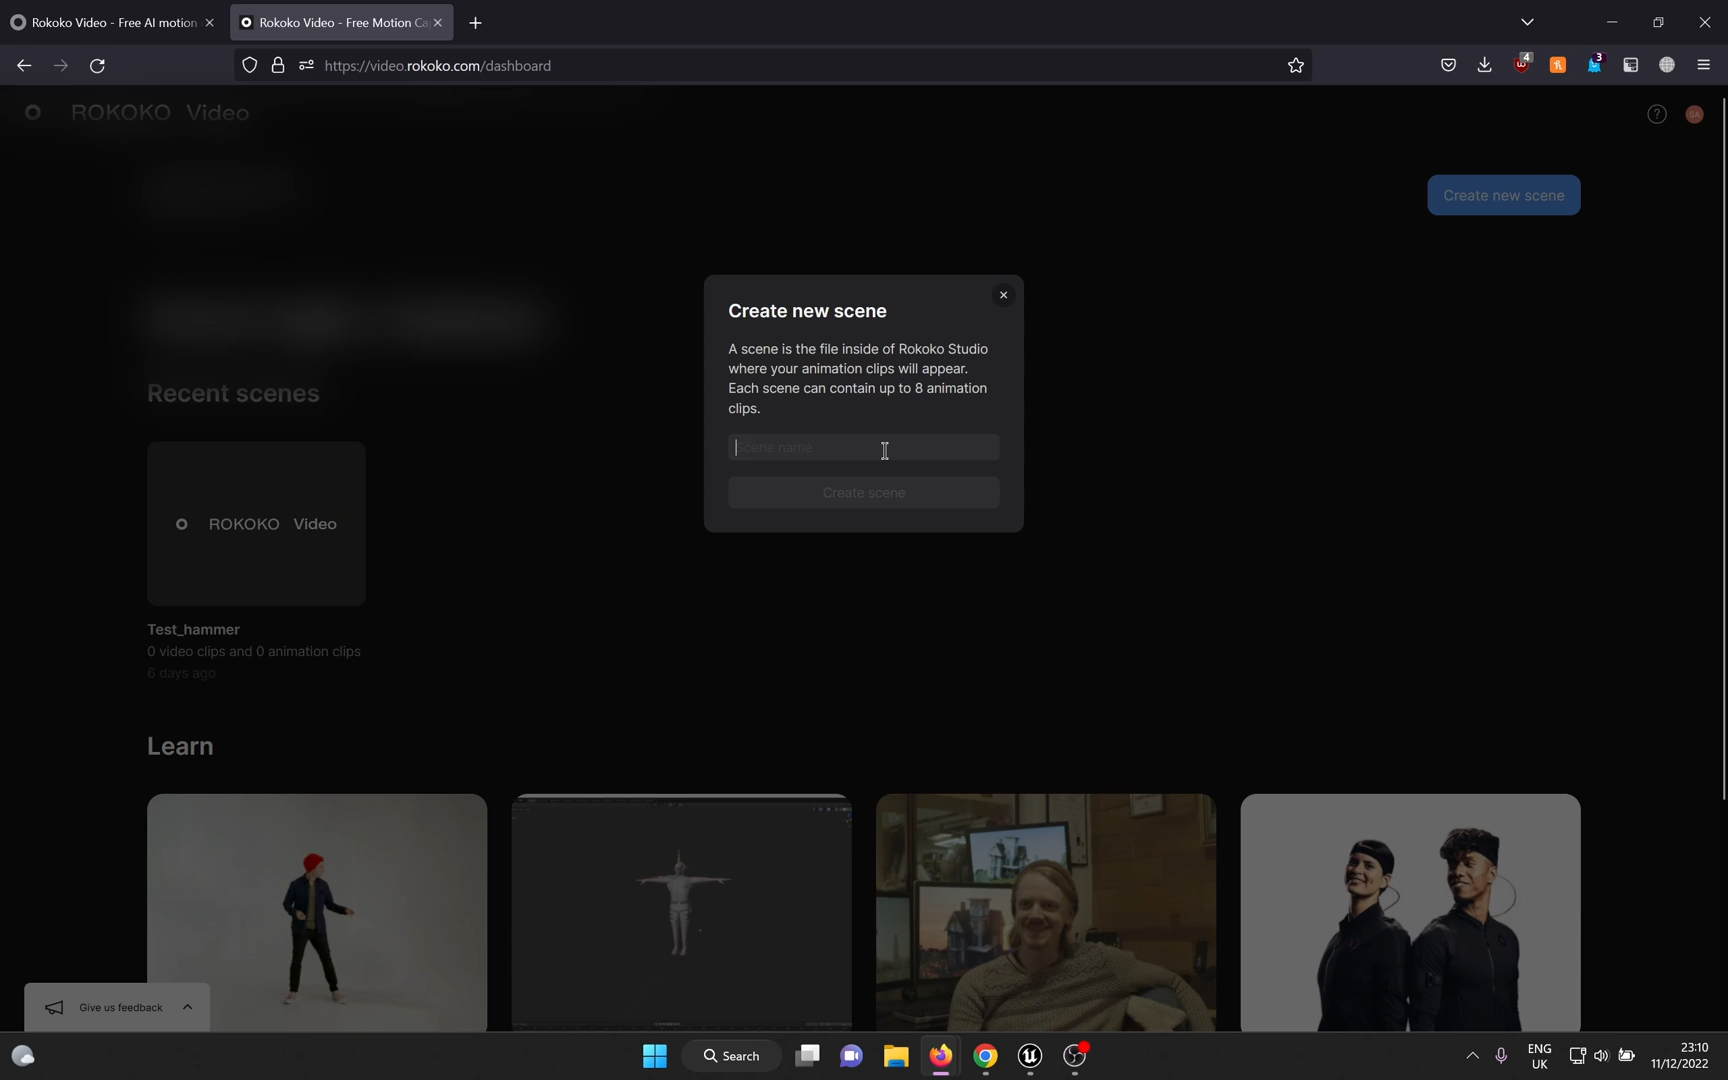 Rokoko Video - Free AI motion
Rokoko Video - Free Motion Ca
https://video.rokoko.com/dashboard
4
3
ROKOKO Video
?
SA
Create new scene
Create new scene
A scene is the file inside of Rokoko Studio
where your animation clips will appear.
Each scene can contain up to 8 animation
clips.
Scene name
Create scene
Recent scenes
ROKOKO Video
Test_hammer
0 video clips and 0 animation clips
6 days ago
Learn
Give us feedback
Search
ENG
UK
23:10
11/12/2022